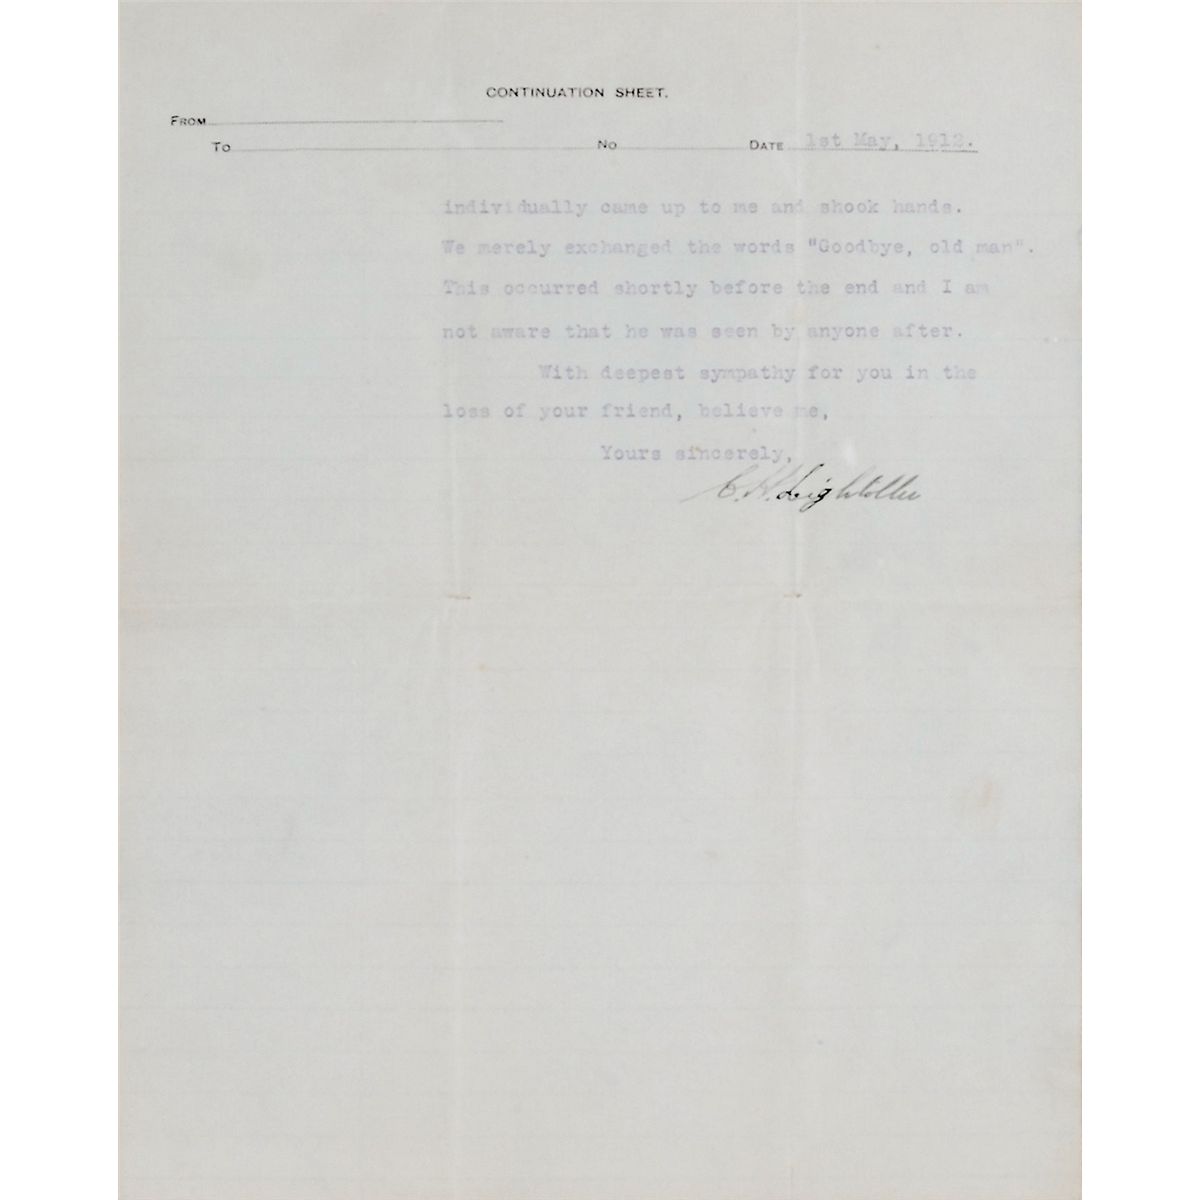 CONTINUATION SHEET.
FROM
To No DATE 1st May, 1912.
individually came up to me and shook hands.
We merely exchanged the words "Goodbye, old man".
This occurred shortly before the end and I am
not aware that he was seen by anyone after.
With deepest sympathy for you in the
loss of your friend, believe me,
Yours sincerely,
C. H. Lightoller